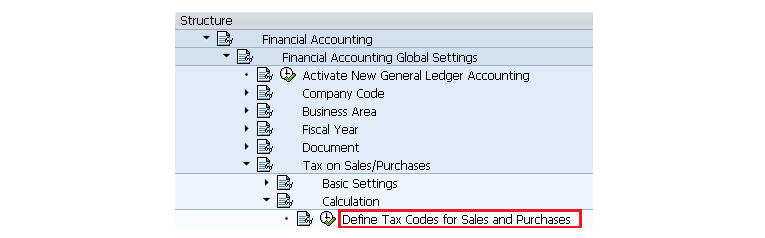 Structure
Financial Accounting
Financial Accounting Global Settings
Activate New General Ledger Accounting
Company Code
Business Area
Fiscal Year
Document
Tax on Sales/Purchases
Basic Settings
Calculation
Define Tax Codes for Sales and Purchases